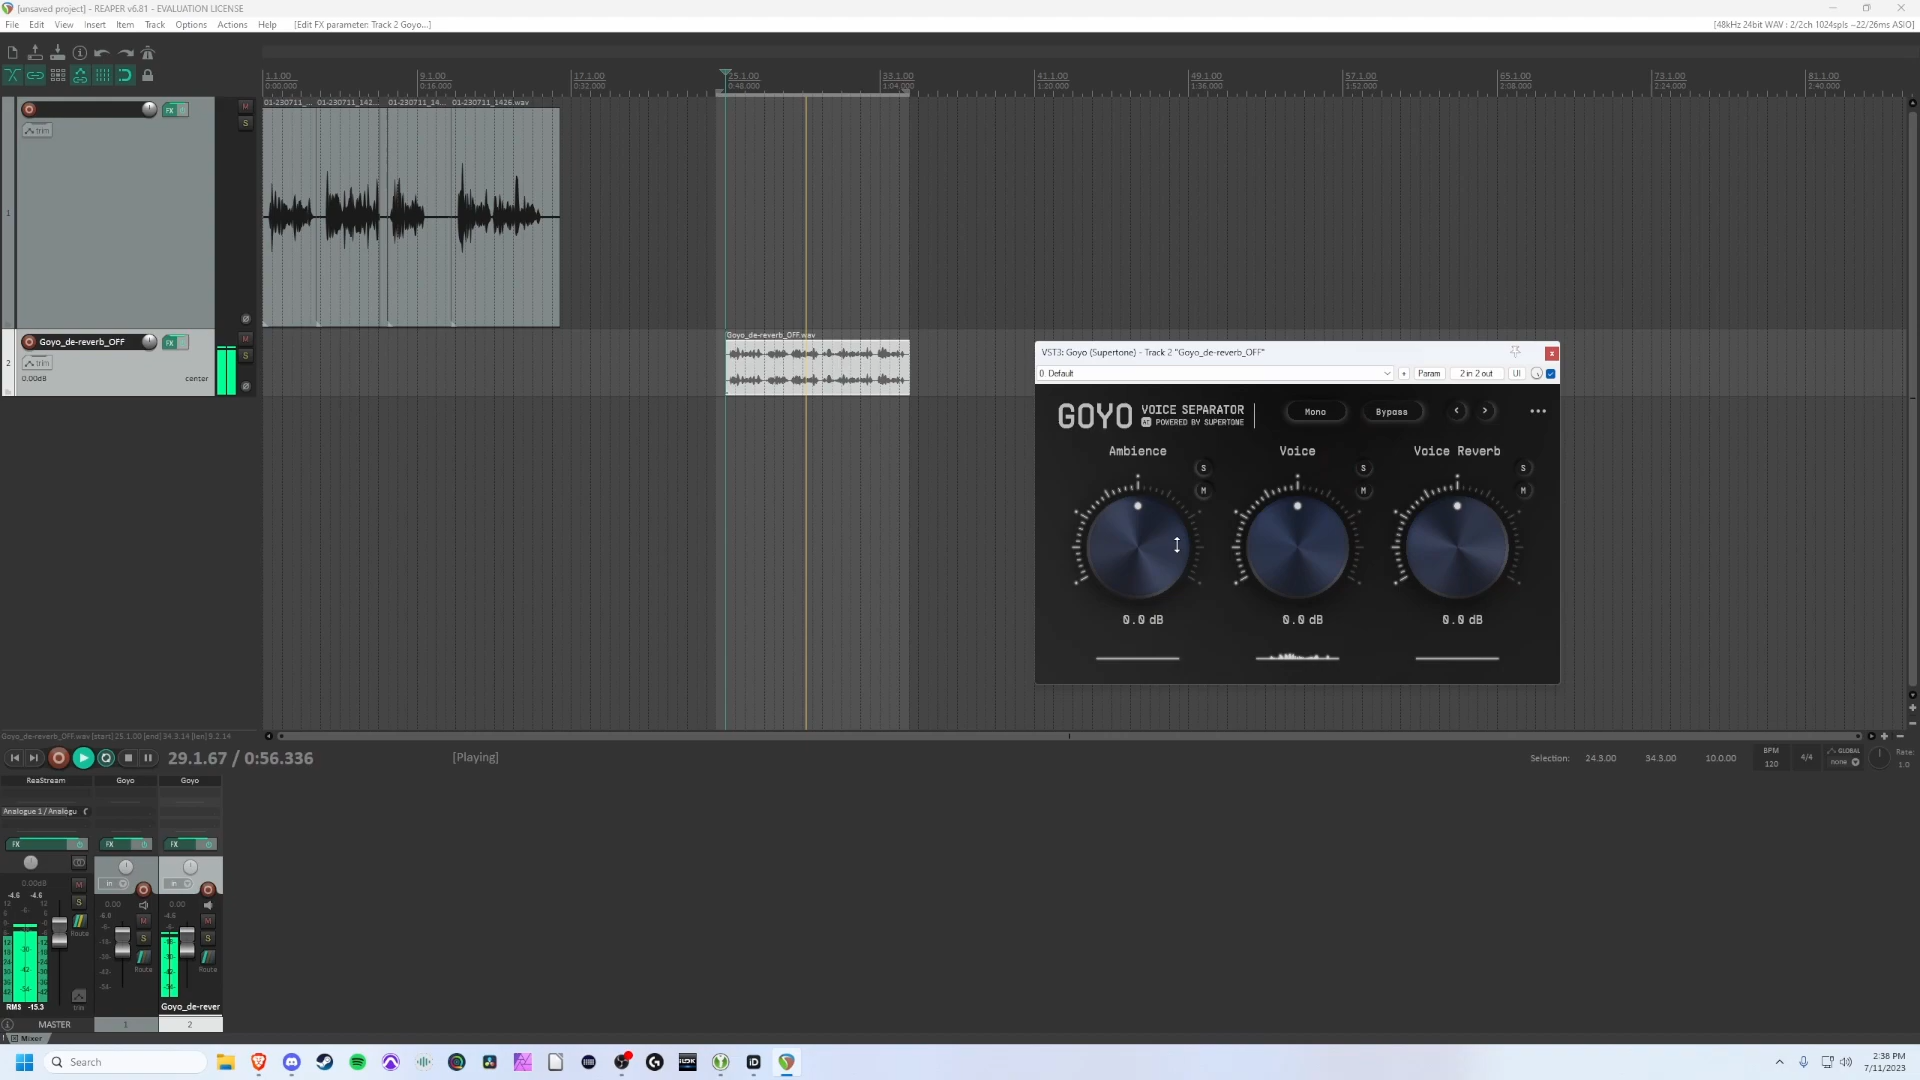 [unsaved project] - REAPER v6.81 - EVALUATION LICENSE
File Edit View Insert Item Track Options Actions Help [Edit FX parameter: Track 2 Goyo...]
[48kHz 24bit WAV : 2/2ch 1024spls ~22/26ms ASIO]
1.1.00 9.1.00 17.1.00 25.1.00 33.1.00 41.1.00 49.1.00 57.1.00 65.1.00 73.1.00 81.1.00
0:00.000 0:16.000 0:32.000 0:48.000 1:04.000 1:20.000 1:36.000 1:52.000 2:08.000 2:24.000 2:40.000
01-230711_... 01-230711_142... 01-230711_14... 01-230711_1426.wav
FX M
S
trim
1
Goyo_de-reverb_OFF.wav
Goyo_de-reverb_OFF FX M
S
2
trim
0.00dB center
VST3: Goyo (Supertone) - Track 2 "Goyo_de-reverb_OFF"
0. Default + Param 2 in 2 out UI
GOYO VOICE SEPARATOR
AI POWERED BY SUPERTONE
Mono Bypass < >
Ambience Voice Voice Reverb
S S S
M M M
0.0 dB 0.0 dB 0.0 dB
Goyo_de-reverb_OFF.wav [start] 25.1.00 [end] 34.3.14 [len] 9.2.14
29.1.67 / 0:56.336 [Playing]
Selection: 24.3.00 34.3.00 10.0.00
BPM
120
4/4
GLOBAL
none
Rate:
1.0
ReaStream Goyo Goyo
Analogue 1 / Analogu
FX FX FX
in in
0.00dB 0.00 0.00
-4.6 -4.6 -6.0 -4.6
M M M
S S S
Route Route Route
trim
RMS -15.3
Goyo_de-rever
MASTER 1 2
Mixer
Search
2:38 PM
7/11/2023